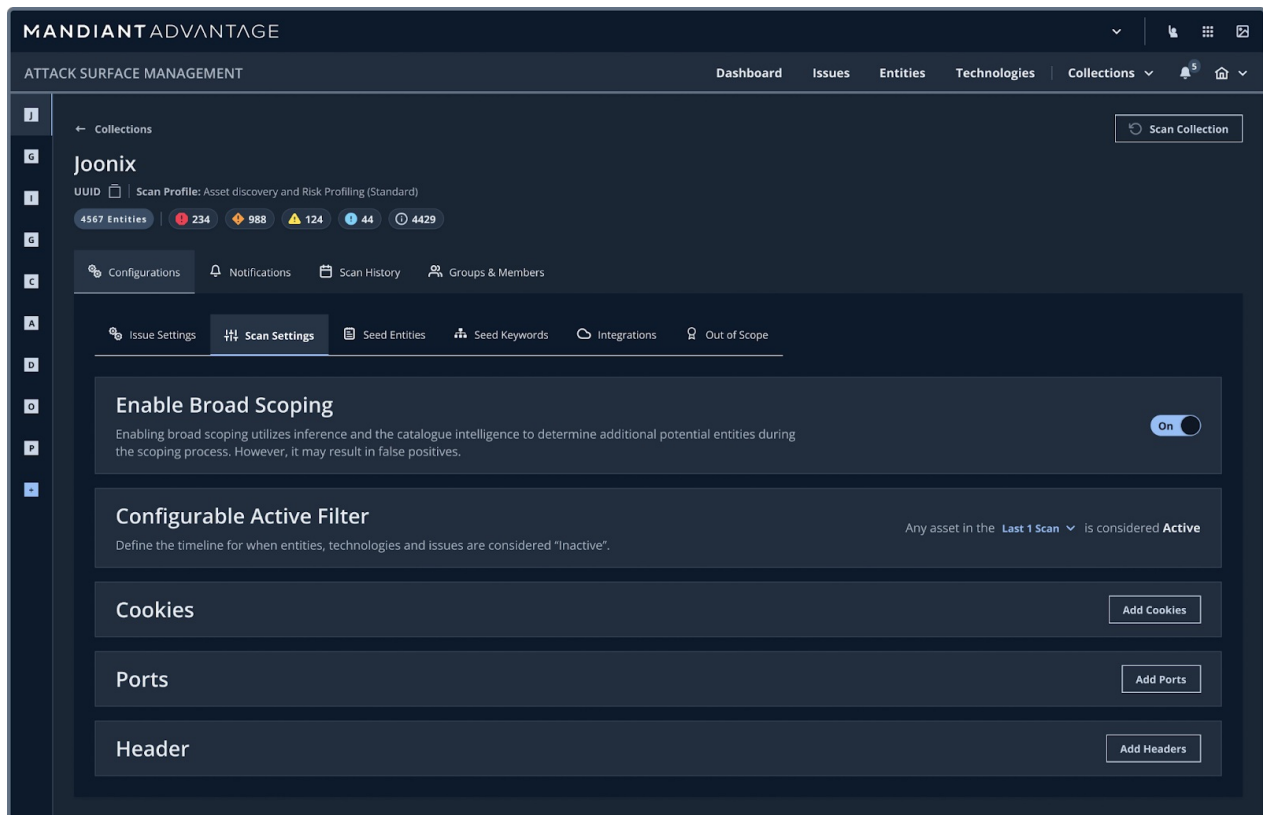 MANDIANT ADVANTAGE
ATTACK SURFACE MANAGEMENT
Dashboard
Issues
Entities
Technologies
Collections
5
J
G
I
G
C
A
D
O
P
+
← Collections
Scan Collection
Joonix
UUID | Scan Profile: Asset discovery and Risk Profiling (Standard)
4567 Entities | 234 988 124 44 4429
Configurations
Notifications
Scan History
Groups & Members
Issue Settings
Scan Settings
Seed Entities
Seed Keywords
Integrations
Out of Scope
Enable Broad Scoping
Enabling broad scoping utilizes inference and the catalogue intelligence to determine additional potential entities during
the scoping process. However, it may result in false positives.
On
Configurable Active Filter
Define the timeline for when entities, technologies and issues are considered “Inactive”.
Any asset in the Last 1 Scan is considered Active
Cookies
Add Cookies
Ports
Add Ports
Header
Add Headers